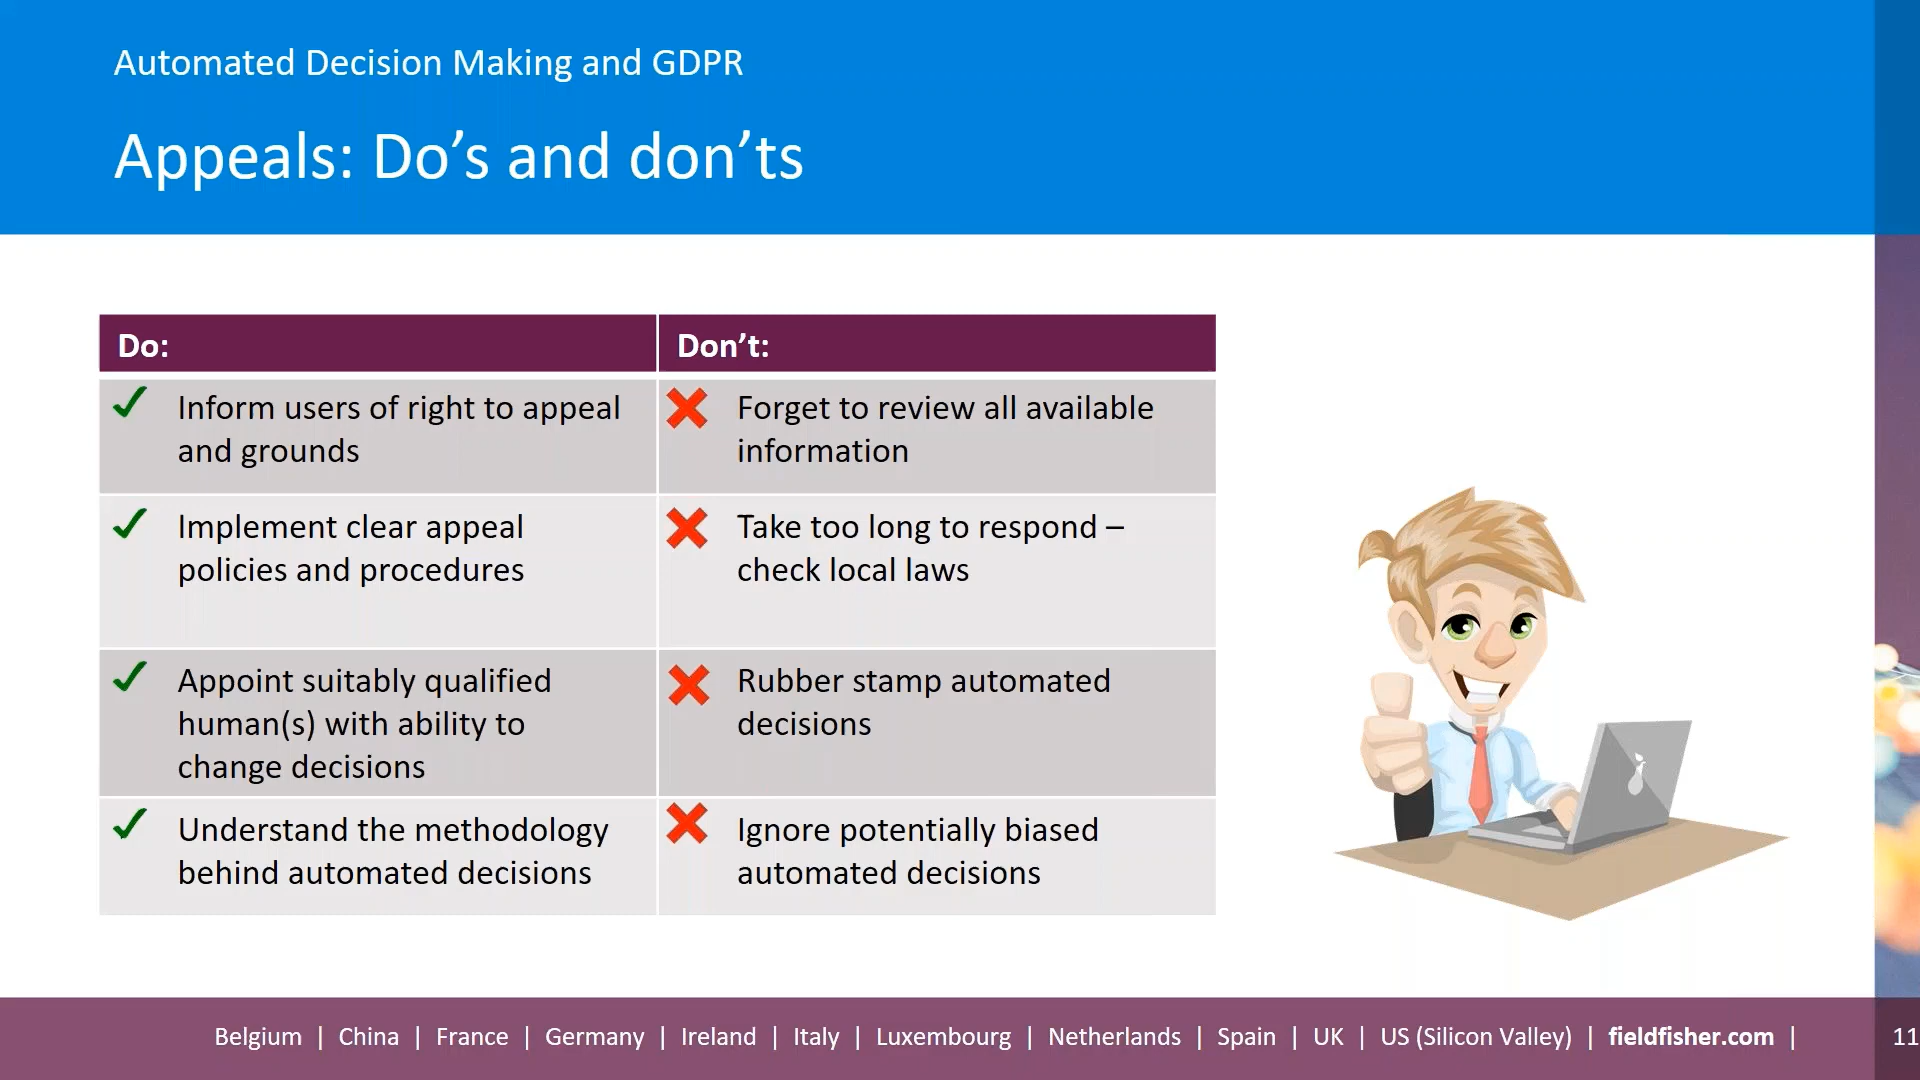 Automated Decision Making and GDPR
Appeals: Do’s and don’ts
Do:
Don’t:
Inform users of right to appeal
and grounds
Forget to review all available
information
Implement clear appeal
policies and procedures
Take too long to respond –
check local laws
Appoint suitably qualified
human(s) with ability to
change decisions
Rubber stamp automated
decisions
Understand the methodology
behind automated decisions
Ignore potentially biased
automated decisions
Belgium | China | France | Germany | Ireland | Italy | Luxembourg | Netherlands | Spain | UK | US (Silicon Valley) | fieldfisher.com |
11